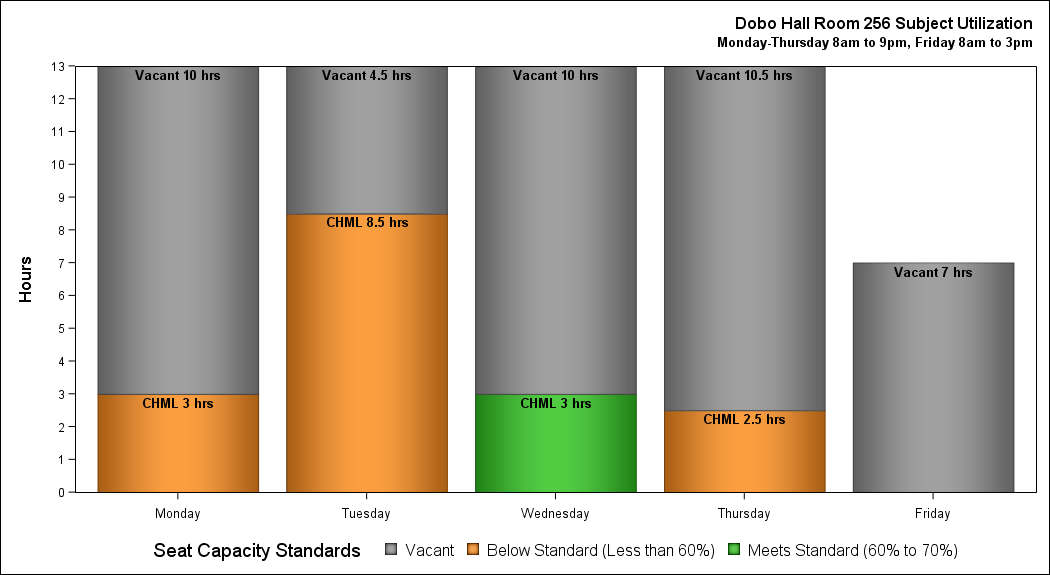 Dobo Hall Room 256 Subject Utilization
Monday-Thursday 8am to 9pm, Friday 8am to 3pm
Hours
13
12
11
10
9
8
7
6
5
4
3
2
1
0
Vacant 10 hrs
CHML 3 hrs
Vacant 4.5 hrs
CHML 8.5 hrs
Vacant 10 hrs
CHML 3 hrs
Vacant 10.5 hrs
CHML 2.5 hrs
Vacant 7 hrs
Monday Tuesday Wednesday Thursday Friday
Seat Capacity Standards Vacant Below Standard (Less than 60%) Meets Standard (60% to 70%)